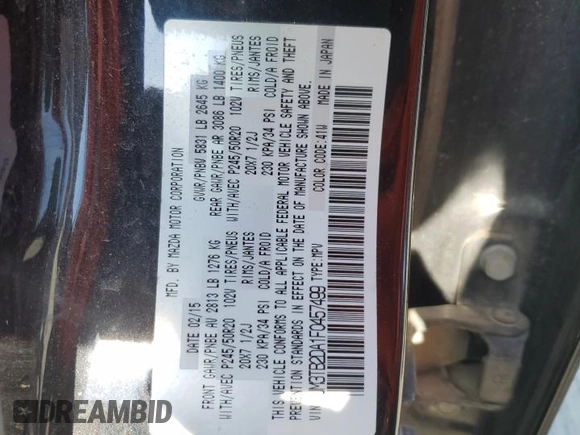 MFD. BY MAZDA MOTOR CORPORATION
DATE 02/15 GVWR/PNBV 5831 LB 2645 KG
FRONT GAWR/PNBE AV 2813 LB 1276 KG REAR GAWR/PNBE AR 3086 LB 1400 KG
WITH/AVEC P245/50R20 102V TIRES/PNEUS WITH/AVEC P245/50R20 102V TIRES/PNEUS
20X7 1/2J RIMS/JANTES 20X7 1/2J RIMS/JANTES
230 KPA/34 PSI COLD/A FROID 230 KPA/34 PSI COLD/A FROID
THIS VEHICLE CONFORMS TO ALL APPLICABLE FEDERAL MOTOR VEHICLE SAFETY AND THEFT
PREVENTION STANDARDS IN EFFECT ON THE DATE OF MANUFACTURE SHOWN ABOVE.
VIN: JM3TB2DA1F0457499 TYPE:MPV COLOR CODE:41W MADE IN JAPAN
READAMBID